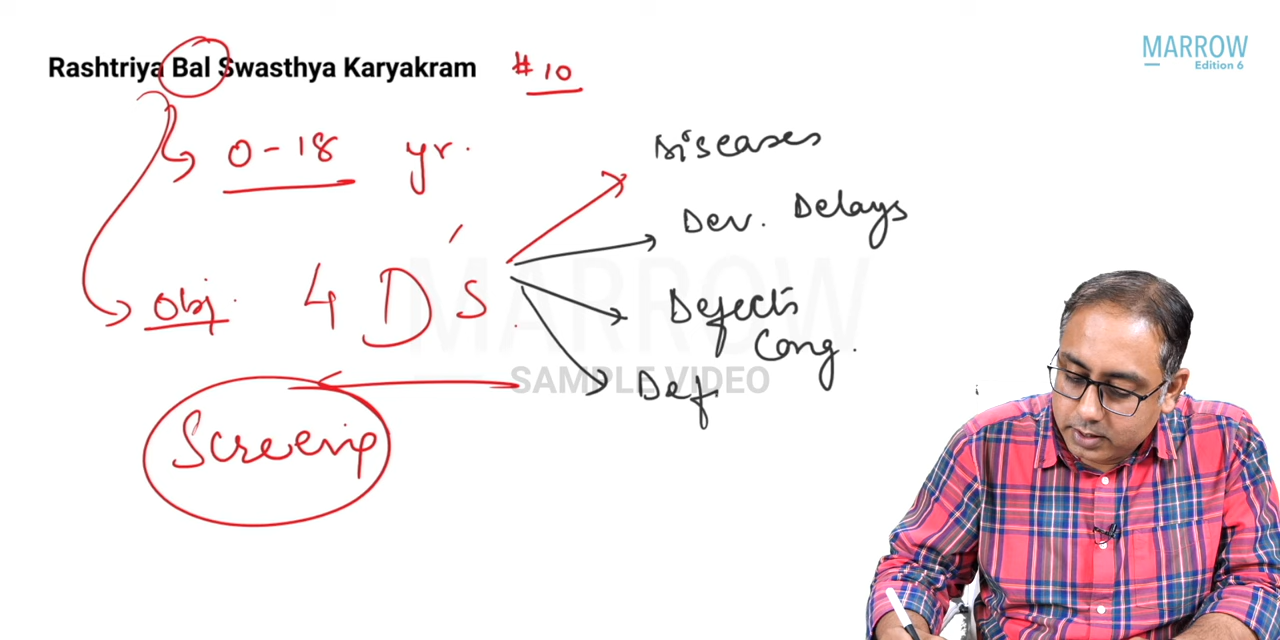 Rashtriya Bal Swasthya Karyakram #10
MARROW
Edition 6
0-18 yr.
Diseases
Dev. Delays
Obj. 4 D's.
Defects
Cong.
Def
Screening
MARROW
SAMPLE VIDEO